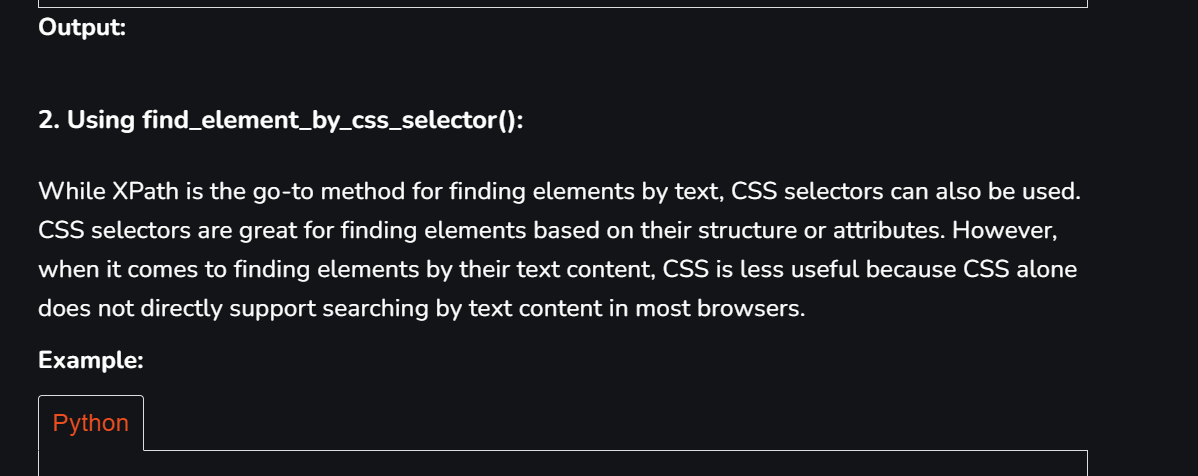 Output:
2. Using find_element_by_css_selector():
While XPath is the go-to method for finding elements by text, CSS selectors can also be used.
CSS selectors are great for finding elements based on their structure or attributes. However,
when it comes to finding elements by their text content, CSS is less useful because CSS alone
does not directly support searching by text content in most browsers.
Example:
Python